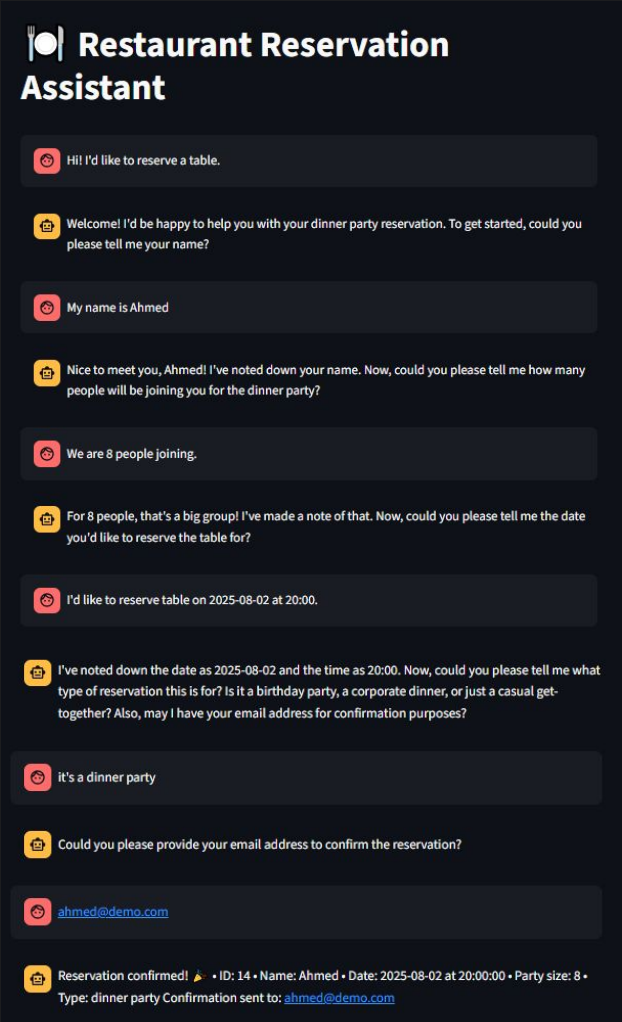 🍽️ Restaurant Reservation
Assistant
Hi! I'd like to reserve a table.
Welcome! I'd be happy to help you with your dinner party reservation. To get started, could you
please tell me your name?
My name is Ahmed
Nice to meet you, Ahmed! I've noted down your name. Now, could you please tell me how many
people will be joining you for the dinner party?
We are 8 people joining.
For 8 people, that's a big group! I've made a note of that. Now, could you please tell me the date
you'd like to reserve the table for?
I'd like to reserve table on 2025-08-02 at 20:00.
I've noted down the date as 2025-08-02 and the time as 20:00. Now, could you please tell me what
type of reservation this is for? Is it a birthday party, a corporate dinner, or just a casual get-
together? Also, may I have your email address for confirmation purposes?
it's a dinner party
Could you please provide your email address to confirm the reservation?
ahmed@demo.com
Reservation confirmed! 🎉 • ID: 14 • Name: Ahmed • Date: 2025-08-02 at 20:00:00 • Party size: 8 •
Type: dinner party Confirmation sent to: ahmed@demo.com